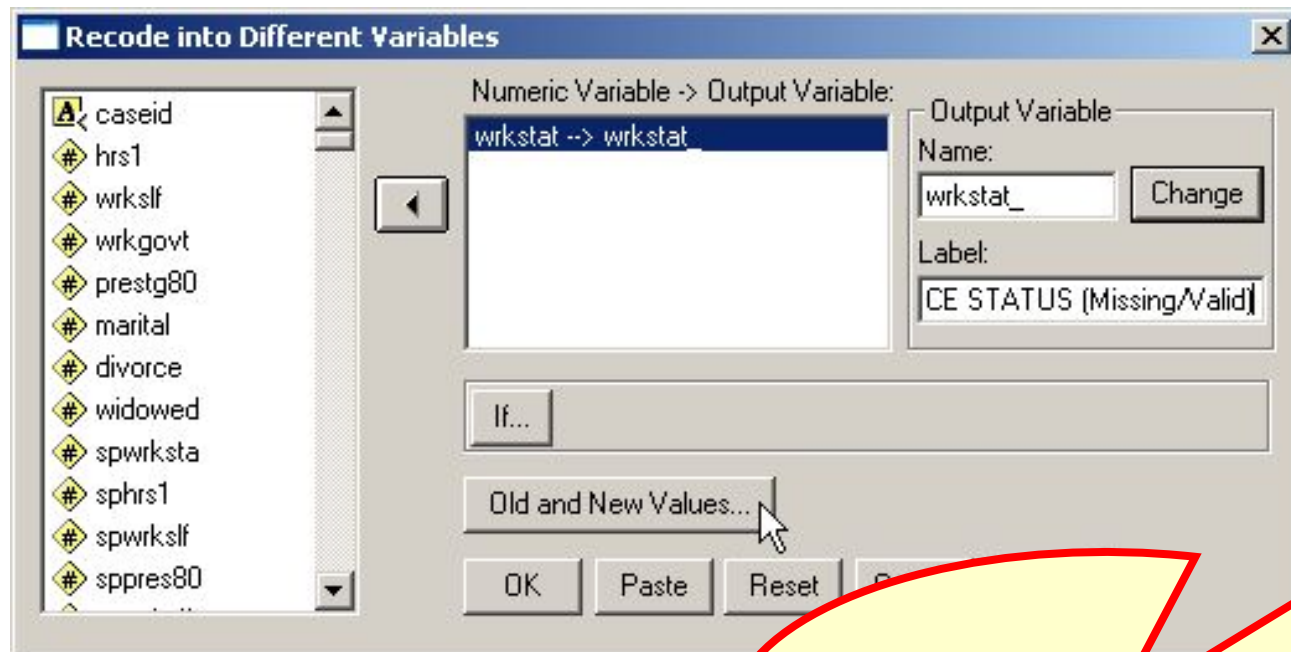 Recode into Different Variables
caseid
hrs1
wrkslf
wrkgovt
prestg80
marital
divorce
widowed
spwrksta
sphrs1
spwrkslf
sppres80
Numeric Variable -> Output Variable:
wrkstat --> wrkstat_
Output Variable
Name:
wrkstat_
Change
Label:
CE STATUS (Missing/Valid)
If...
Old and New Values...
OK
Paste
Reset